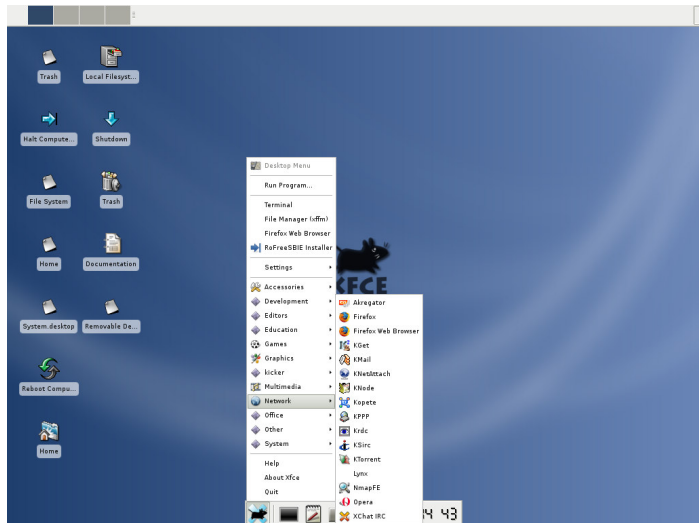 Trash
Local Filesyst...
Halt Compute...
Shutdown
File System
Trash
Home
Documentation
System desktop
Removable De...
Reboot Compu...
Home
Desktop Menu
Run Program...
Terminal
File Manager (xffm)
Firefox Web Browser
RoFreeSBIE Installer
Settings
Accessories
Development
Editors
Education
Games
Graphics
kicker
Multimedia
Network
Office
Other
System
Help
About Xfce
Quit
Akregator
Firefox
Firefox Web Browser
KGet
KMail
KNetAttach
KNode
Kopete
KPPP
Krdc
KSirc
KTorrent
Lynx
NmapFE
Opera
XChat IRC
XFCE
43